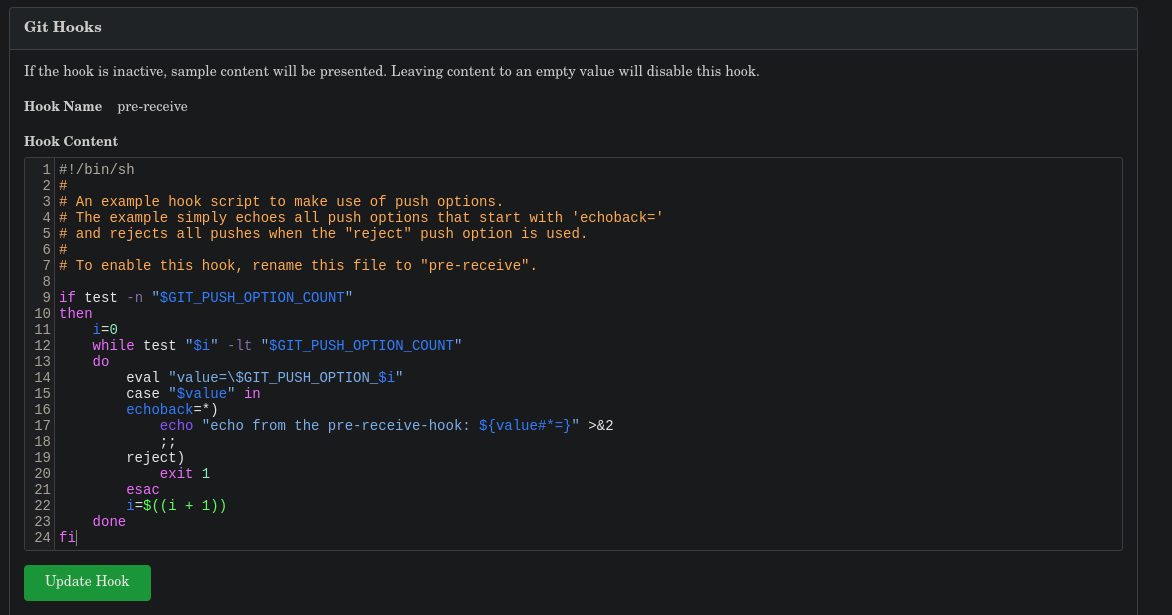 Git Hooks
If the hook is inactive, sample content will be presented. Leaving content to an empty value will disable this hook.
Hook Name pre-receive
Hook Content
1 #!/bin/sh
2 #
3 # An example hook script to make use of push options.
4 # The example simply echoes all push options that start with 'echoback='
5 # and rejects all pushes when the "reject" push option is used.
6 #
7 # To enable this hook, rename this file to "pre-receive".
8
9 if test -n "$GIT_PUSH_OPTION_COUNT"
10 then
11     i=0
12     while test "$i" -lt "$GIT_PUSH_OPTION_COUNT"
13     do
14         eval "value=\$GIT_PUSH_OPTION_$i"
15         case "$value" in
16         echoback=*)
17             echo "echo from the pre-receive-hook: ${value#*=}" >&2
18             ;;
19         reject)
20             exit 1
21         esac
22         i=$((i + 1))
23     done
24 fi
Update Hook